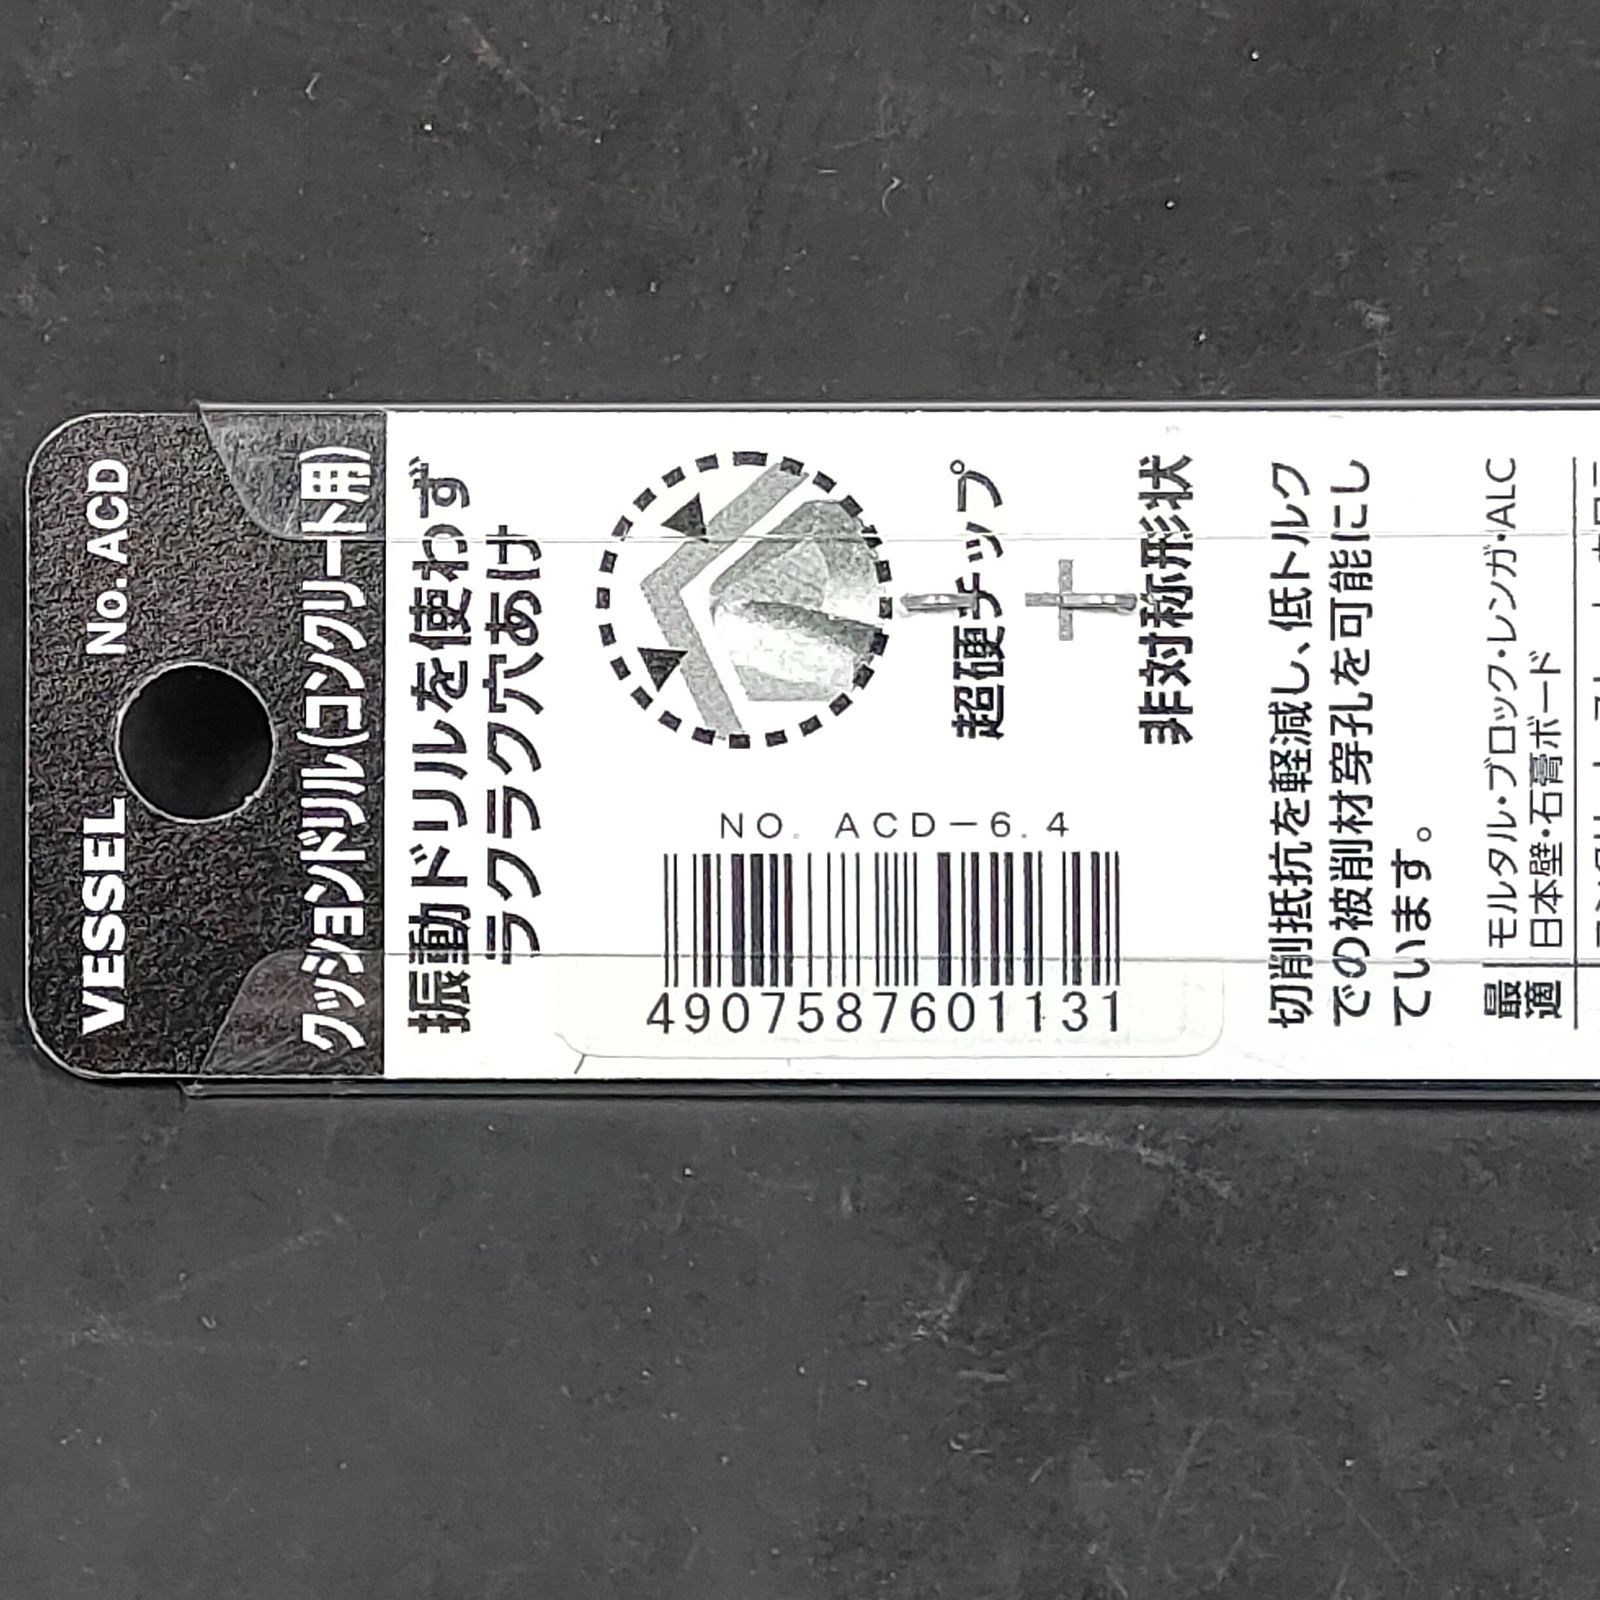 VESSEL No. ACD
クッションドリル(コンクリート用)
振動ドリルを使わず
ラクラク穴あけ
超硬チップ
+
非対称形状
NO. ACD-6.4
4907587601131
切削抵抗を軽減し、低トルク
での被削材穿孔を可能にし
ています。
最適
モルタル・ブロック・レンガ・ALC
日本壁・石膏ボード